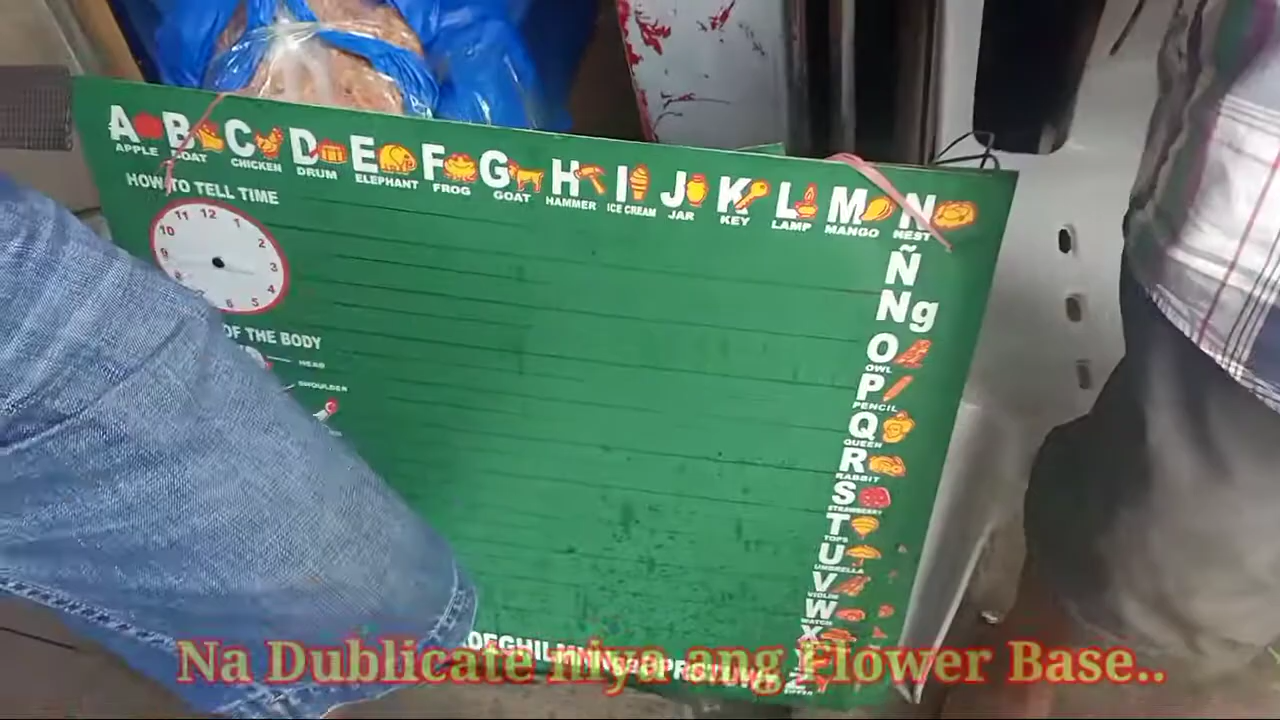 A B C D E F G H I J K L M N
APPLE BOAT CHICKEN DRUM ELEPHANT FROG GOAT HAMMER ICE CREAM JAR KEY LAMP MANGO NEST
HOW TO TELL TIME
11 12 1
10 2
9 3
4
5
OF THE BODY
HEAD
SHOULDER
Ñ
Ng
O
OWL
P
PENCIL
Q
QUEEN
R
RABBIT
S
STRAWBERRY
T
TOPS
U
UMBRELLA
V
VIOLIN
W
WATCH
X
Y
Z
ZIPPER
Na Dublicate niya ang Flower Base..